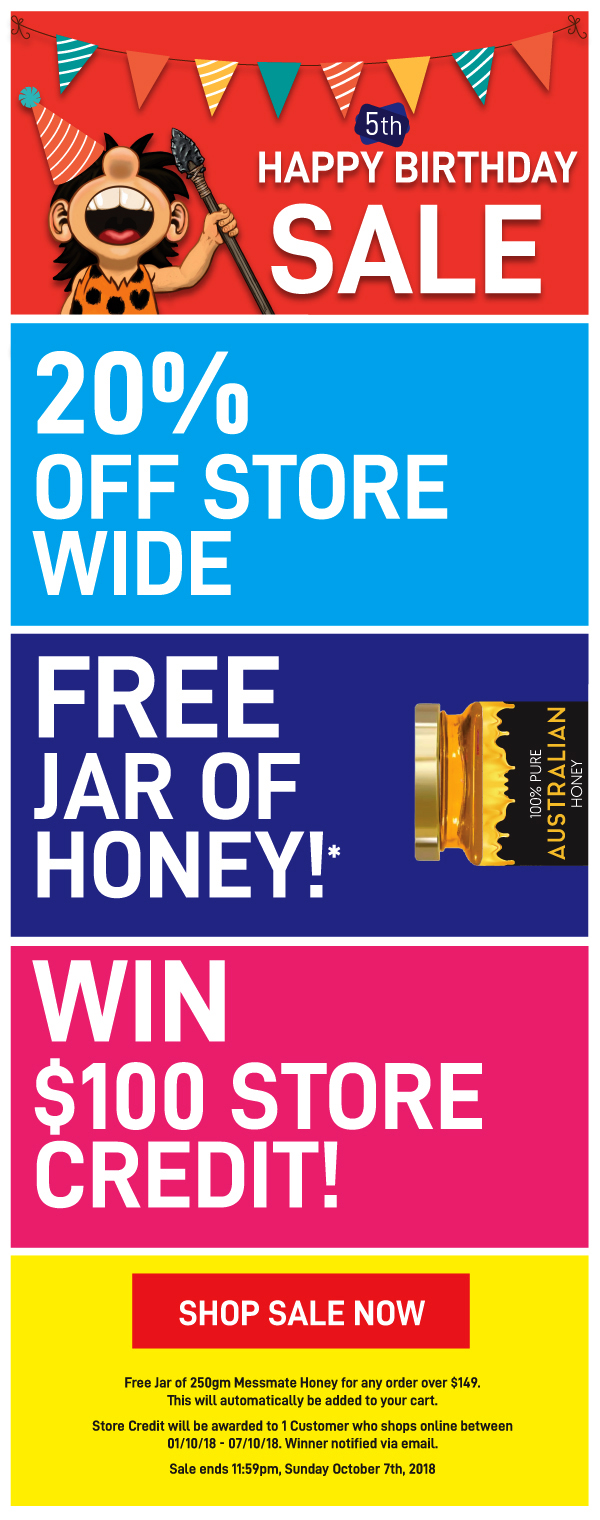 5th
HAPPY BIRTHDAY
SALE
20%
OFF STORE
WIDE
FREE
JAR OF
HONEY!*
100% PURE
AUSTRALIAN
HONEY
WIN
$100 STORE
CREDIT!
SHOP SALE NOW
Free Jar of 250gm Messmate Honey for any order over $149.
This will automatically be added to your cart.
Store Credit will be awarded to 1 Customer who shops online between
01/10/18 - 07/10/18. Winner notified via email.
Sale ends 11:59pm, Sunday October 7th, 2018